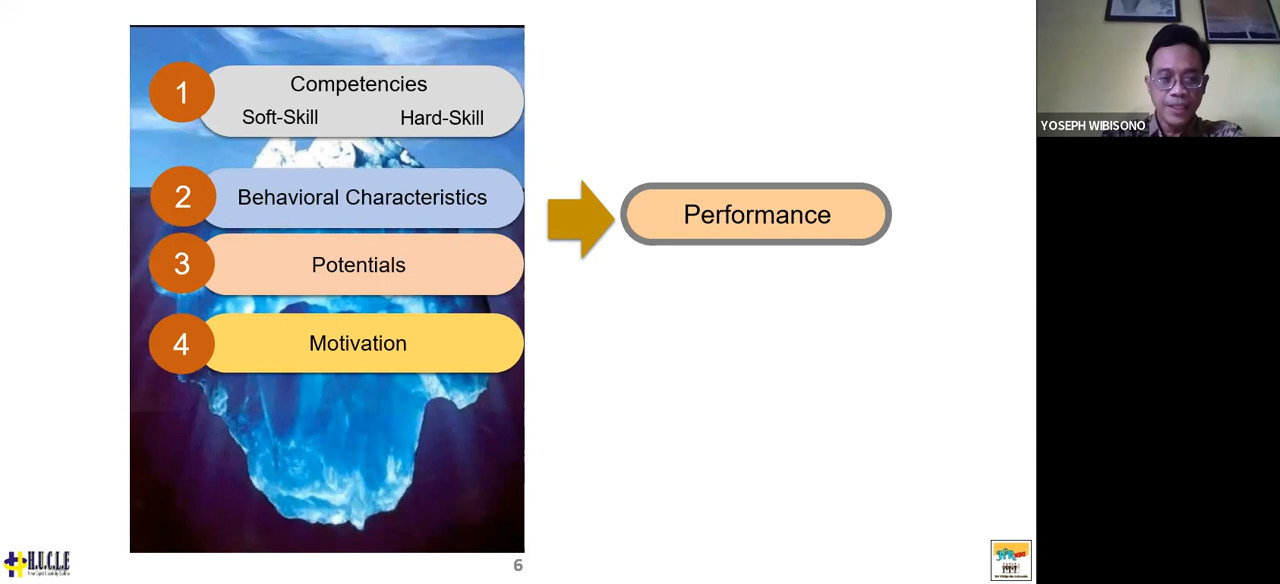 1
Competencies
Soft-Skill Hard-Skill
2
Behavioral Characteristics
3
Potentials
4
Motivation
Performance
YOSEPH WIBISONO
H.U.C.L.E
6